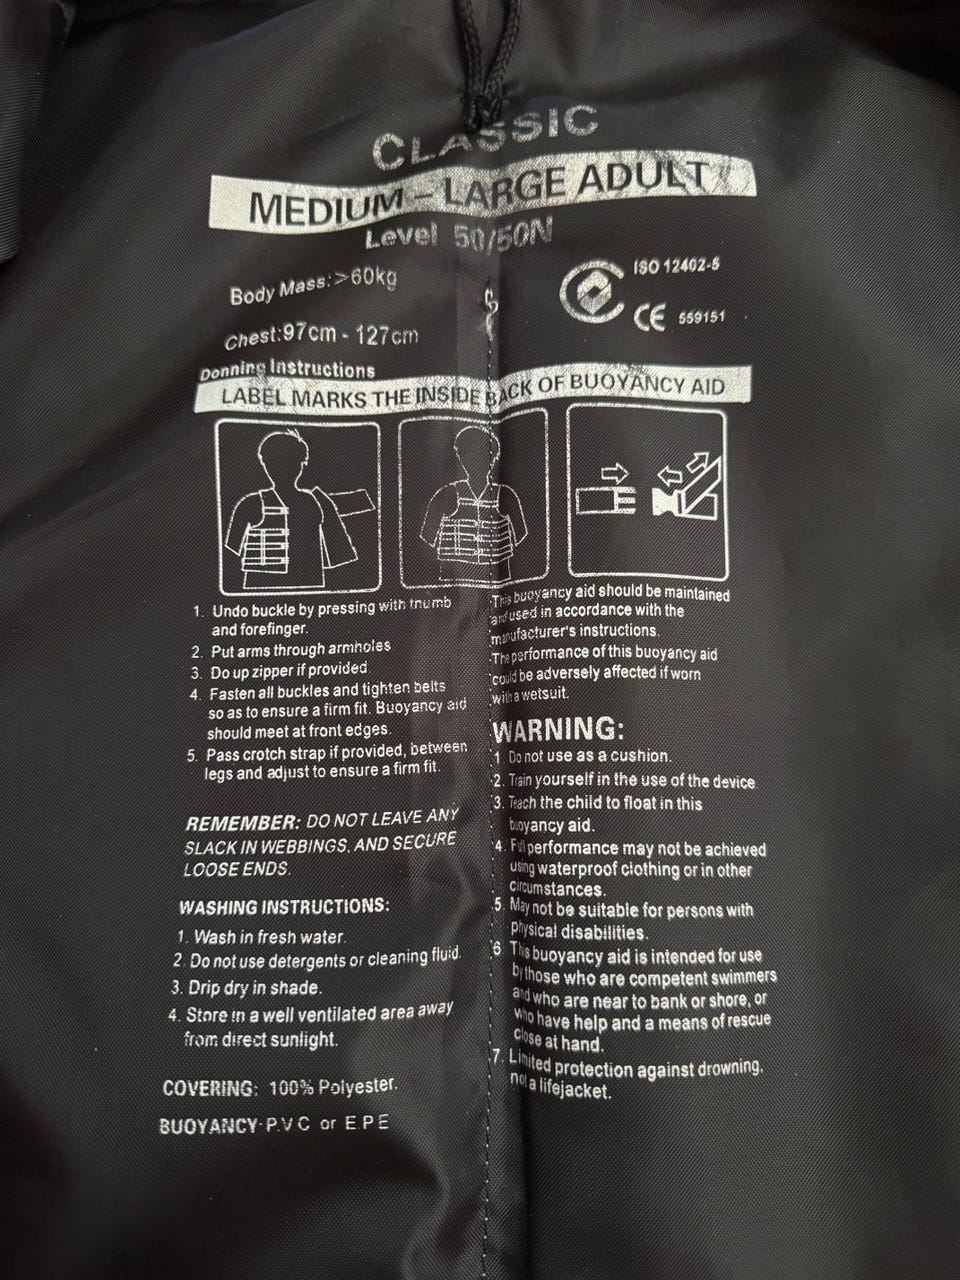 CLASSIC
MEDIUM - LARGE ADULT
Level 50/50N
Body Mass:>60kg
ISO 12402-5
CE 559151
Chest:97cm - 127cm
Donning Instructions
LABEL MARKS THE INSIDE BACK OF BUOYANCY AID
1. Undo buckle by pressing with thumb
and forefinger.
2. Put arms through armholes
3. Do up zipper if provided.
4. Fasten all buckles and tighten belts
so as to ensure a firm fit. Buoyancy aid
should meet at front edges.
5. Pass crotch strap if provided, between
legs and adjust to ensure a firm fit.
REMEMBER: DO NOT LEAVE ANY
SLACK IN WEBBINGS, AND SECURE
LOOSE ENDS.
WASHING INSTRUCTIONS:
1. Wash in fresh water.
2. Do not use detergents or cleaning fluid.
3. Drip dry in shade.
4. Store in a well ventilated area away
from direct sunlight.
COVERING: 100% Polyester.
BUOYANCY: P.V C or E.P E
This buoyancy aid should be maintained
and used in accordance with the
manufacturer's instructions.
The performance of this buoyancy aid
could be adversely affected if worn
with a wetsuit.
WARNING:
1 Do not use as a cushion.
2. Train yourself in the use of the device.
3. Teach the child to float in this
buoyancy aid.
4. Full performance may not be achieved
using waterproof clothing or in other
circumstances.
5. May not be suitable for persons with
physical disabilities.
6 This buoyancy aid is intended for use
by those who are competent swimmers
and who are near to bank or shore, or
who have help and a means of rescue
close at hand.
7. Limited protection against drowning,
not a lifejacket.